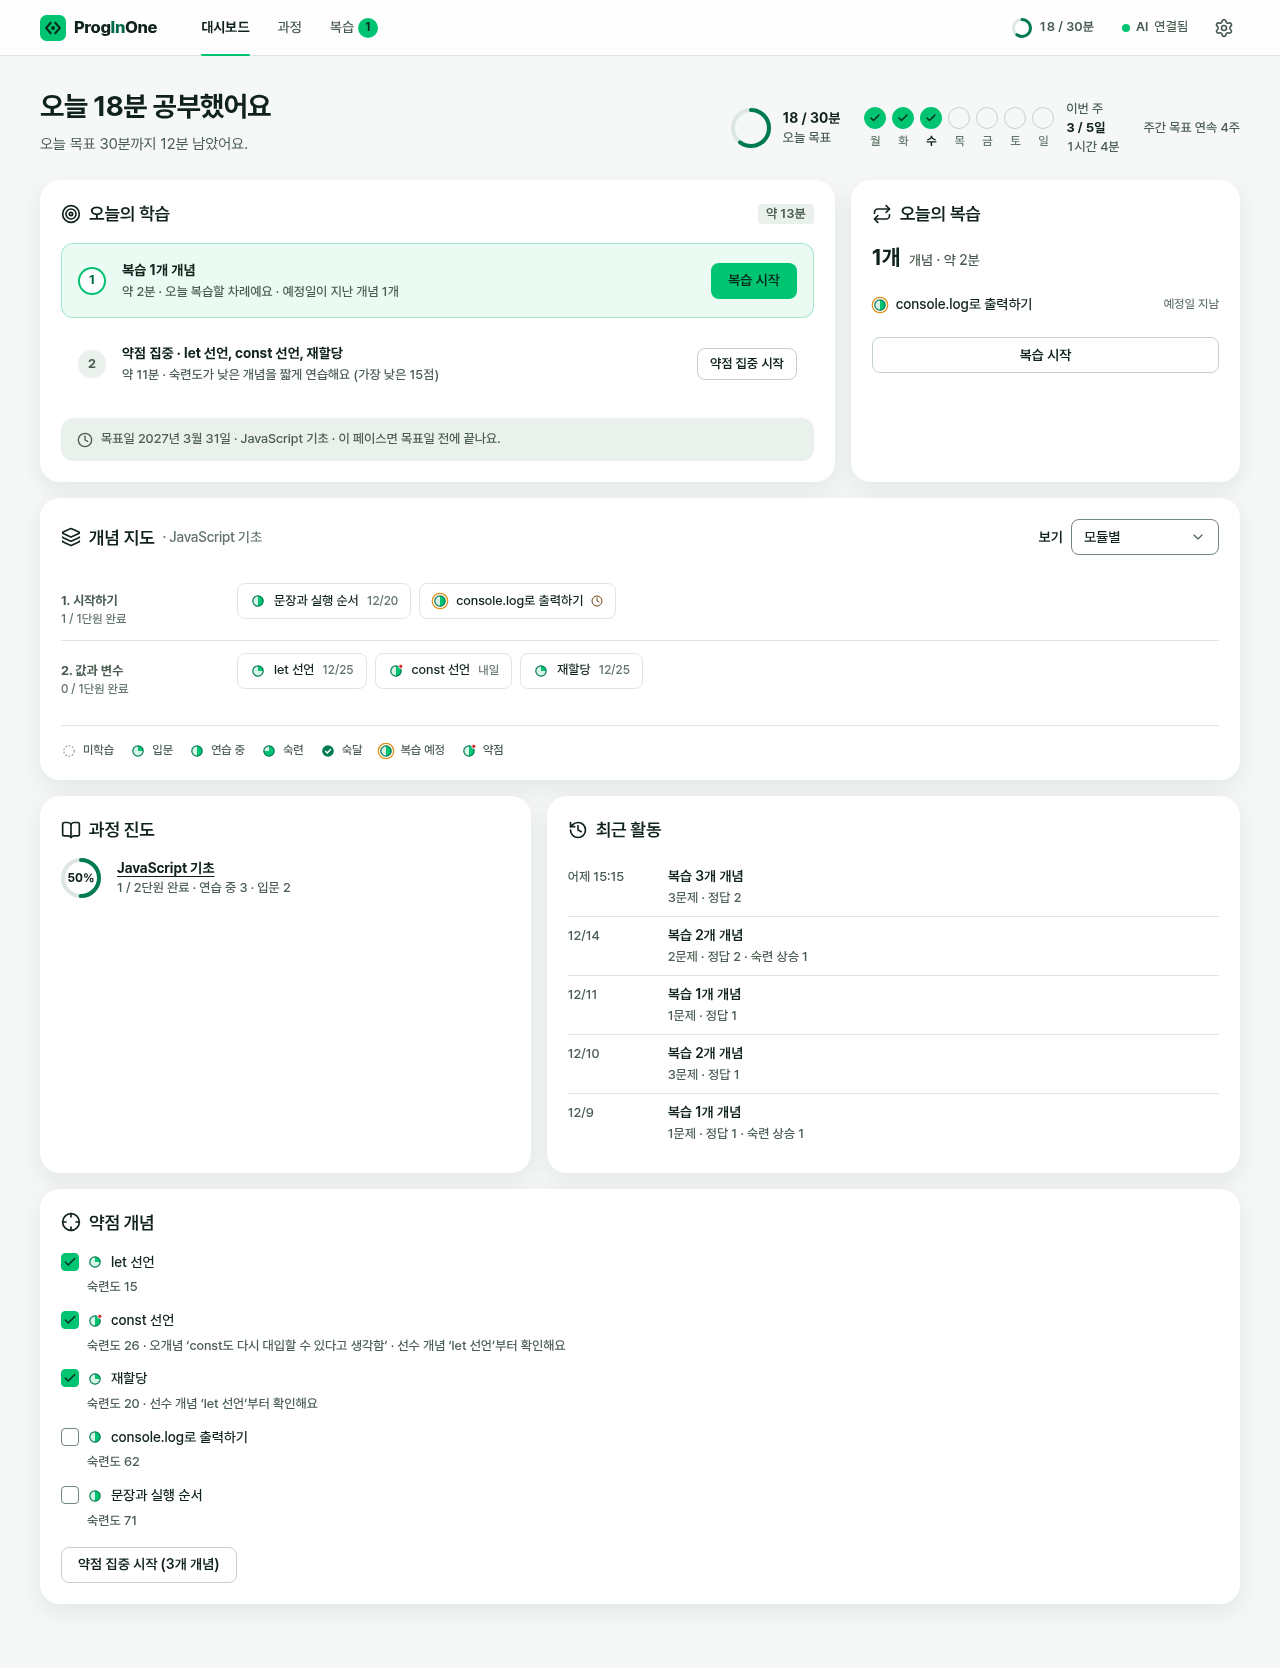 ProgInOne
대시보드
과정
복습 1
18 / 30분
AI 연결됨
오늘 18분 공부했어요
오늘 목표 30분까지 12분 남았어요.
18 / 30분
오늘 목표
월 화 수 목 금 토 일
이번 주
3 / 5일
1시간 4분
주간 목표 연속 4주
오늘의 학습
약 13분
1
복습 1개 개념
약 2분 · 오늘 복습할 차례예요 · 예정일이 지난 개념 1개
복습 시작
2
약점 집중 · let 선언, const 선언, 재할당
약 11분 · 숙련도가 낮은 개념을 짧게 연습해요 (가장 낮은 15점)
약점 집중 시작
목표일 2027년 3월 31일 · JavaScript 기초 · 이 페이스면 목표일 전에 끝나요.
오늘의 복습
1개 개념 · 약 2분
console.log로 출력하기
예정일 지남
복습 시작
개념 지도 · JavaScript 기초
보기
모듈별
1. 시작하기
1 / 1단원 완료
문장과 실행 순서 12/20
console.log로 출력하기
2. 값과 변수
0 / 1단원 완료
let 선언 12/25
const 선언 내일
재할당 12/25
미학습 입문 연습 중 숙련 숙달 복습 예정 약점
과정 진도
50%
JavaScript 기초
1 / 2단원 완료 · 연습 중 3 · 입문 2
최근 활동
어제 15:15
복습 3개 개념
3문제 · 정답 2
12/14
복습 2개 개념
2문제 · 정답 2 · 숙련 상승 1
12/11
복습 1개 개념
1문제 · 정답 1
12/10
복습 2개 개념
3문제 · 정답 1
12/9
복습 1개 개념
1문제 · 정답 1 · 숙련 상승 1
약점 개념
let 선언
숙련도 15
const 선언
숙련도 26 · 오개념 ‘const도 다시 대입할 수 있다고 생각함’ · 선수 개념 ‘let 선언’부터 확인해요
재할당
숙련도 20 · 선수 개념 ‘let 선언’부터 확인해요
console.log로 출력하기
숙련도 62
문장과 실행 순서
숙련도 71
약점 집중 시작 (3개 개념)